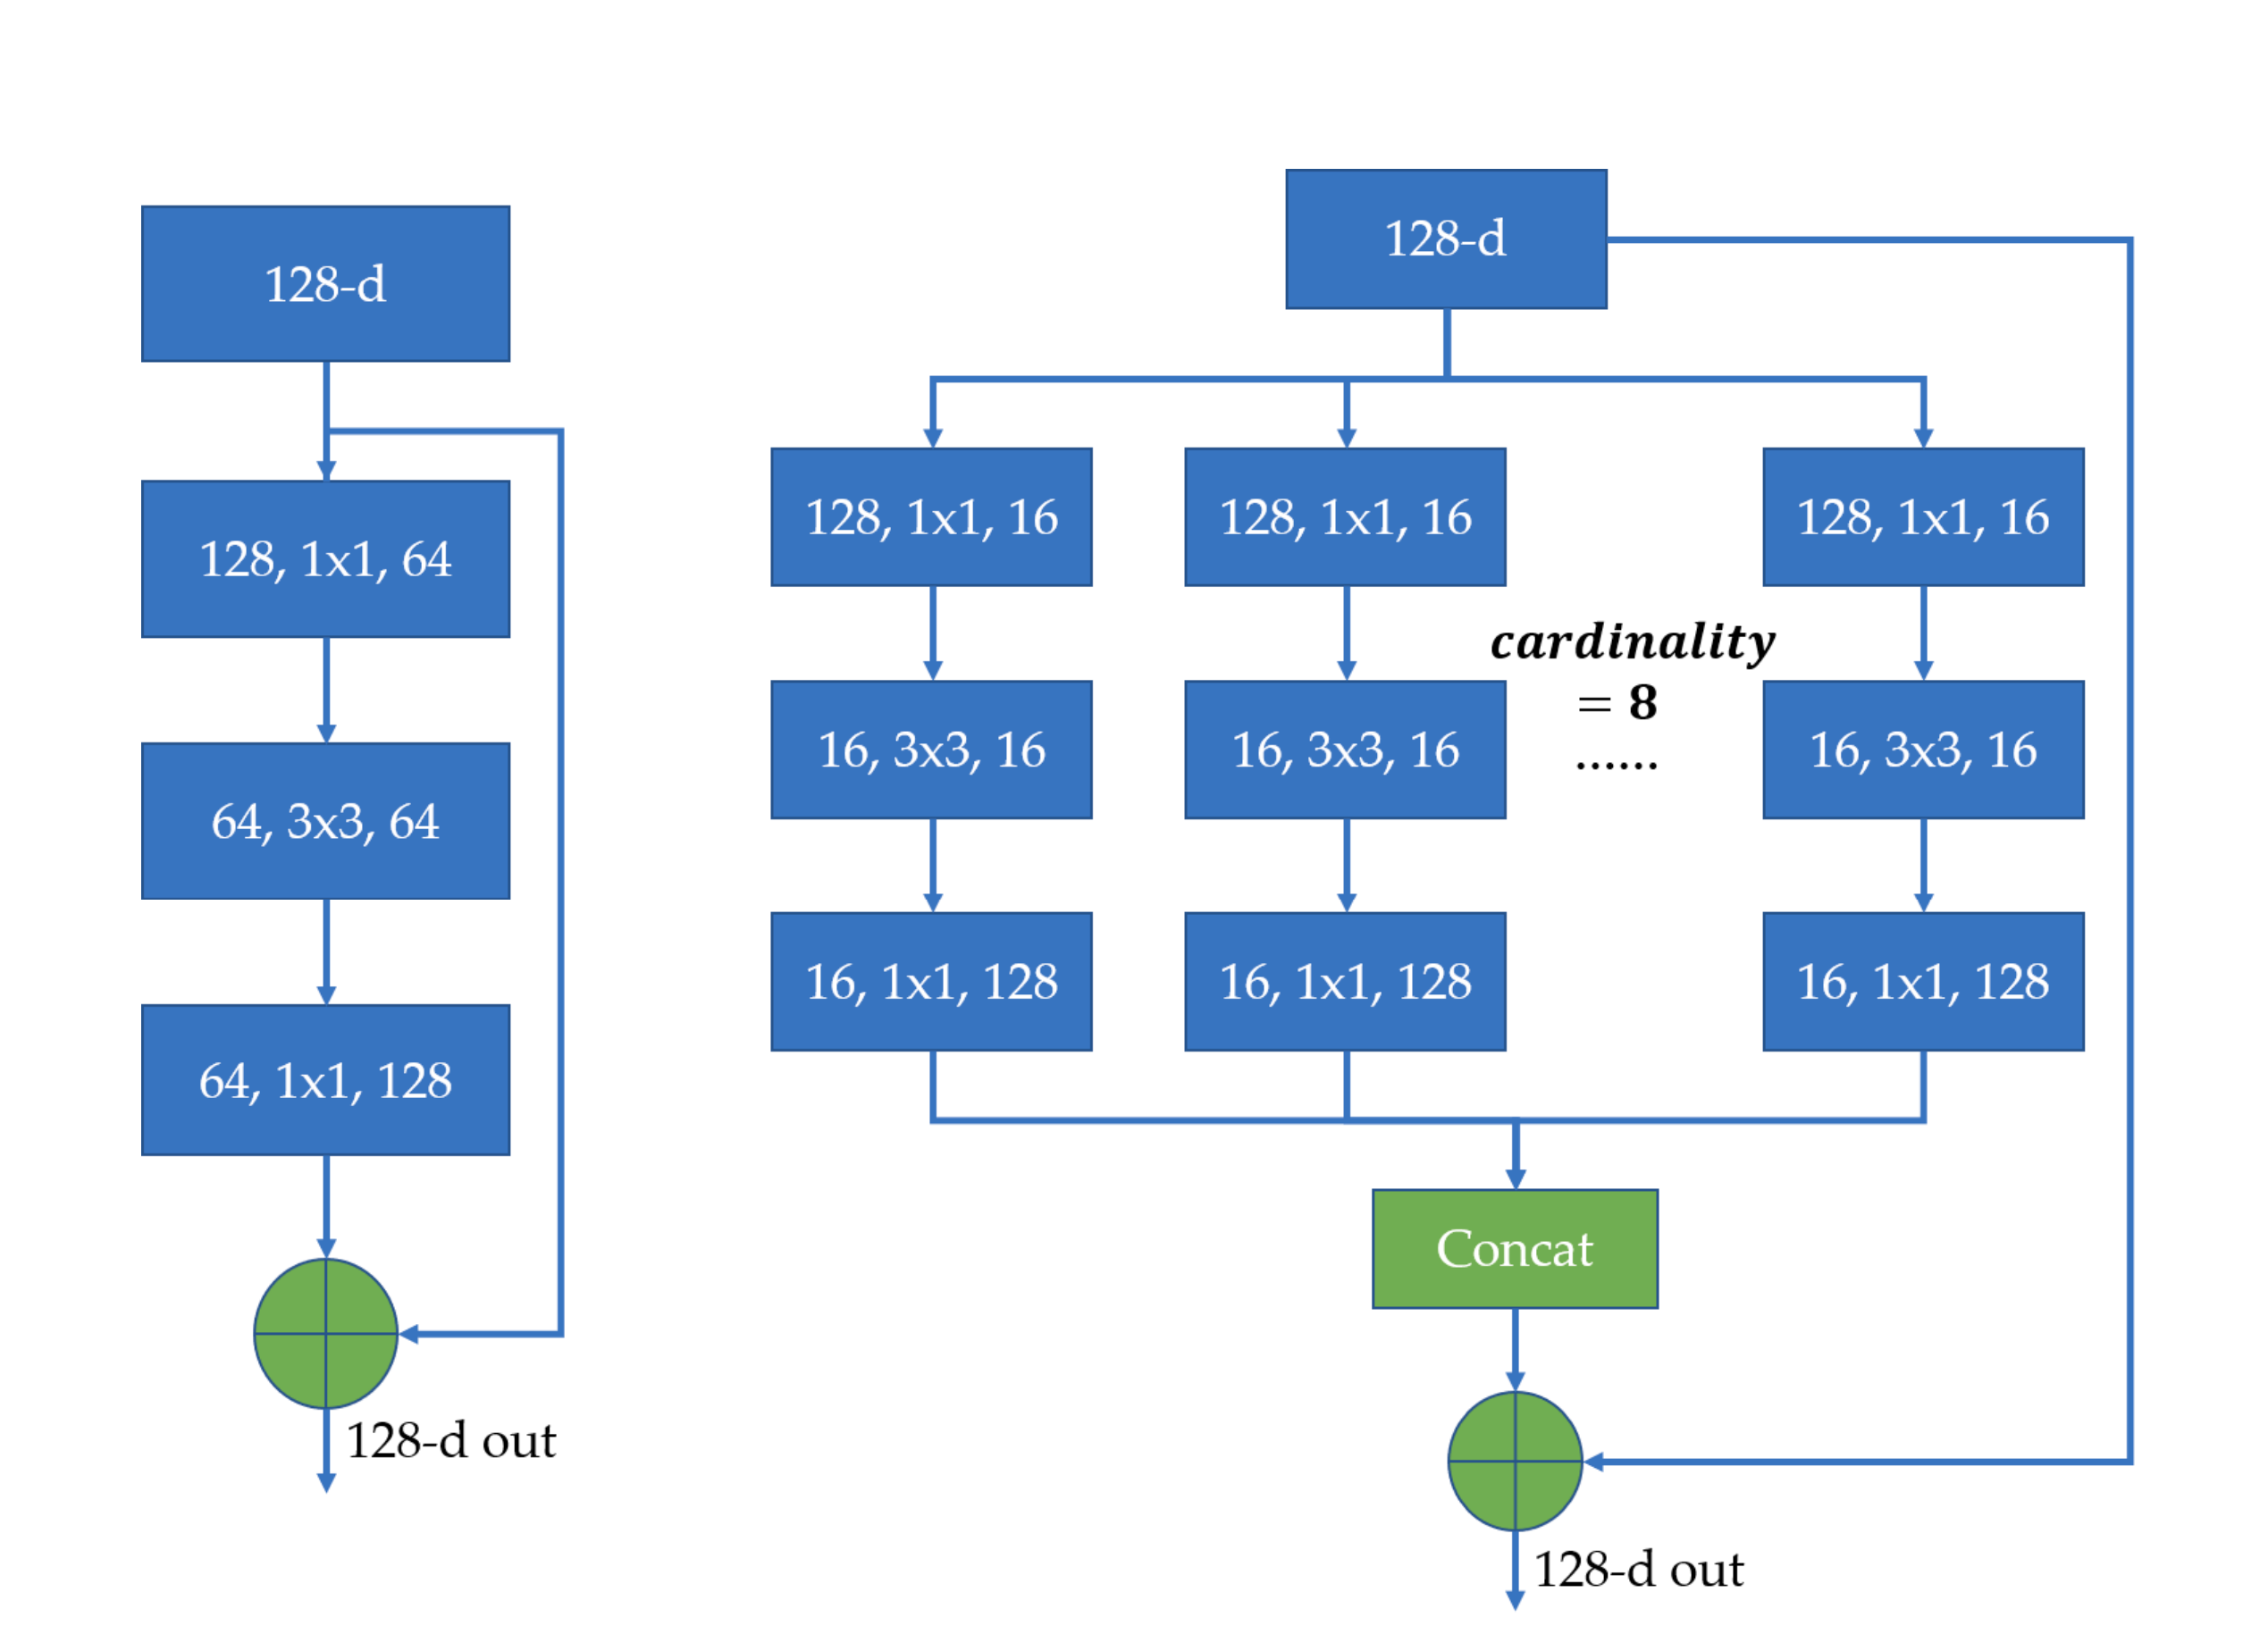 128-d
128, 1x1, 64
64, 3x3, 64
64, 1x1, 128
128-d out
128-d
128, 1x1, 16
128, 1x1, 16
128, 1x1, 16
cardinality
= 8
......
16, 3x3, 16
16, 3x3, 16
16, 3x3, 16
16, 1x1, 128
16, 1x1, 128
16, 1x1, 128
Concat
128-d out